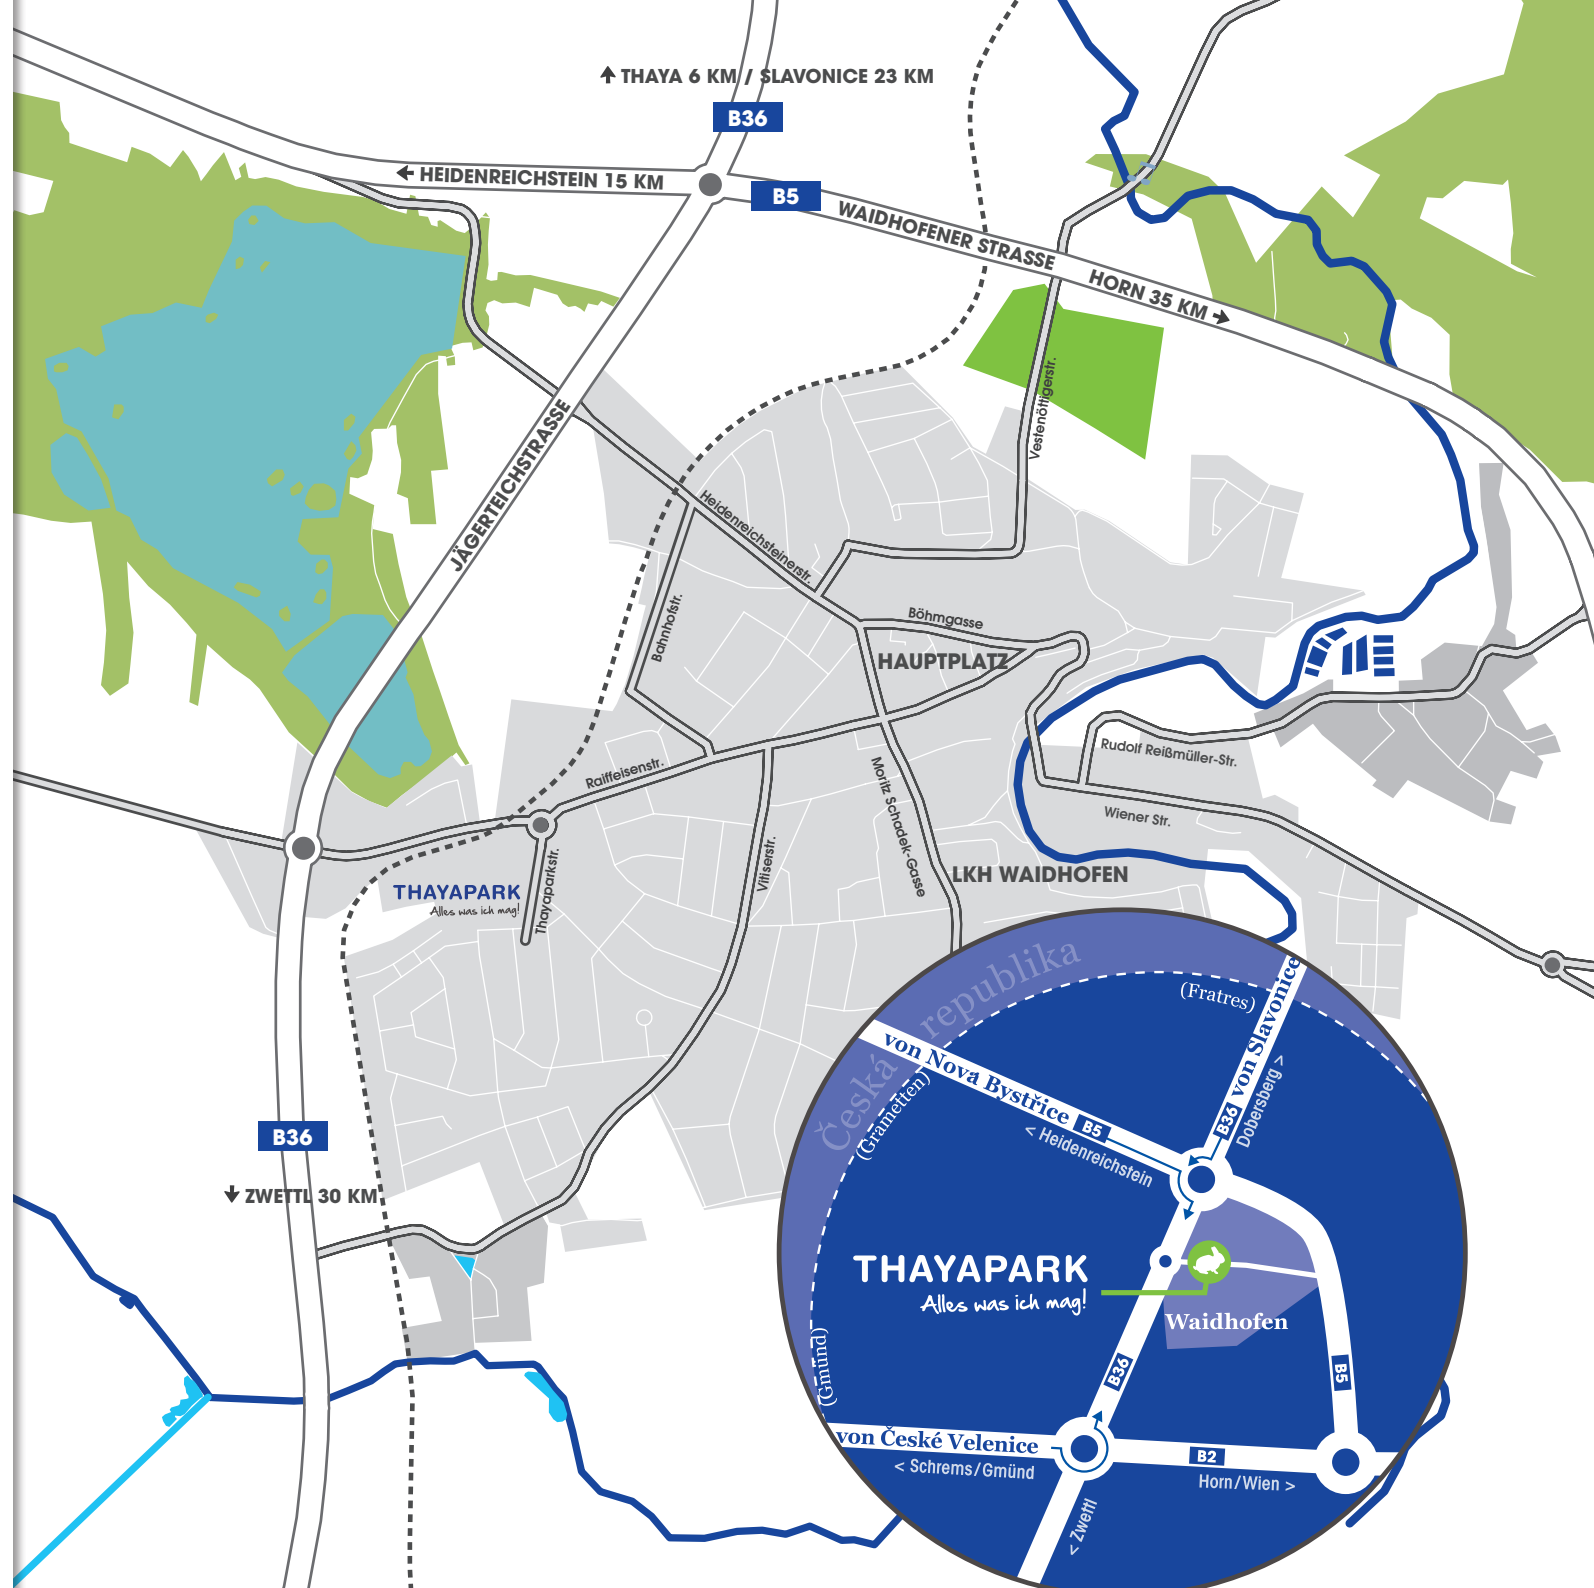 THAYA 6 KM / SLAVONICE 23 KM
B36
HEIDENREICHSTEIN 15 KM
B5
WAIDHOFENER STRASSE
HORN 35 KM
Vestenöttigerstr.
JÄGERTEICHSTRASSE
Heidenreichsteinerstr.
Bahnhofstr.
Böhmgasse
HAUPTPLATZ
Rudolf Reißmüller-Str.
Raiffeisenstr.
Moritz Schadek-Gasse
Wiener Str.
Vitiserstr.
LKH WAIDHOFEN
THAYAPARK
Alles was ich mag!
Thayaparkstr.
B36
ZWETTL 30 KM
Česká republika
(Fratres)
von Slavonice
B36
Dobersberg >
von Nova Bystřice
B5
< Heidenreichstein
(Grametten)
THAYAPARK
Alles was ich mag!
Waidhofen
(Gmünd)
B36
B5
von České Velenice
B2
< Schrems/Gmünd
Horn/Wien >
< Zwettl